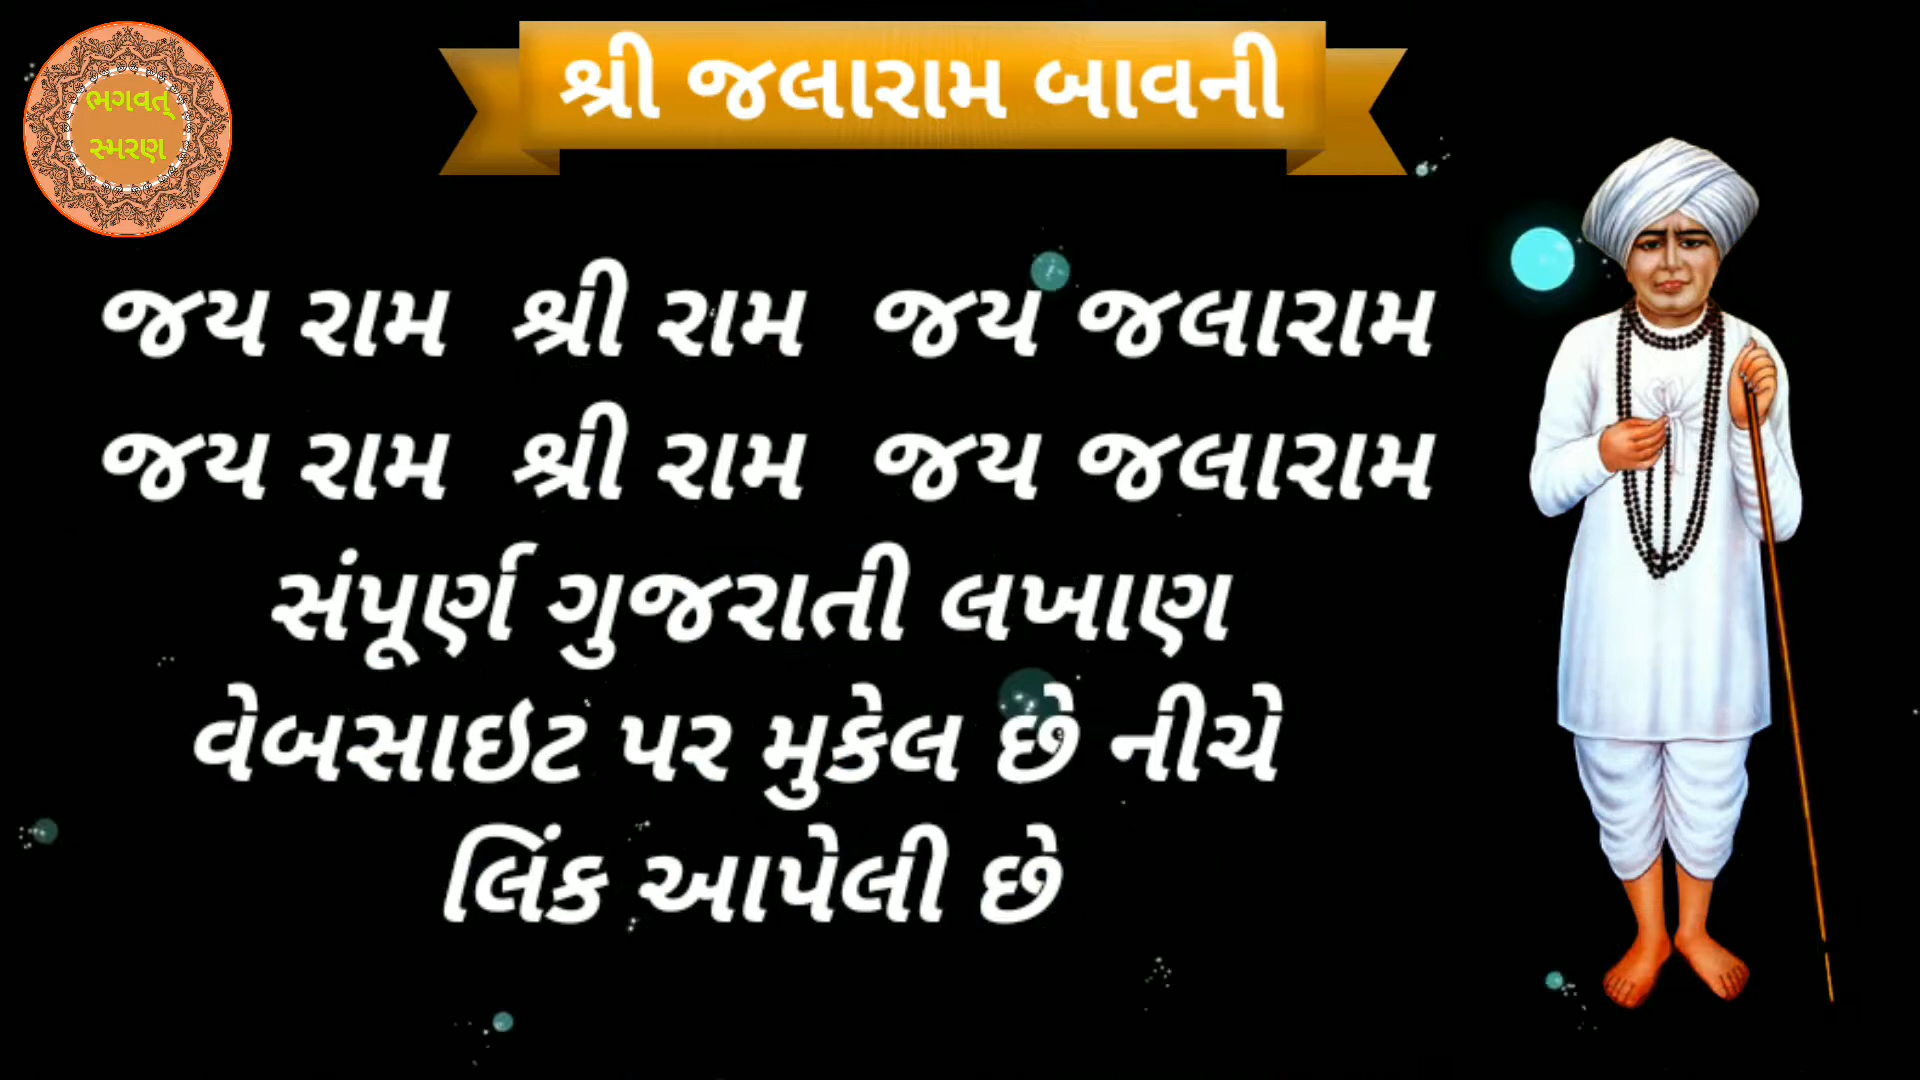 ભગવત્
સ્મરણ
શ્રી જલારામ બાવની
જય રામ શ્રી રામ જય જલારામ
જય રામ શ્રી રામ જય જલારામ
સંપૂર્ણ ગુજરાતી લખાણ
વેબસાઇટ પર મુકેલ છે નીચે
લિંક આપેલી છે